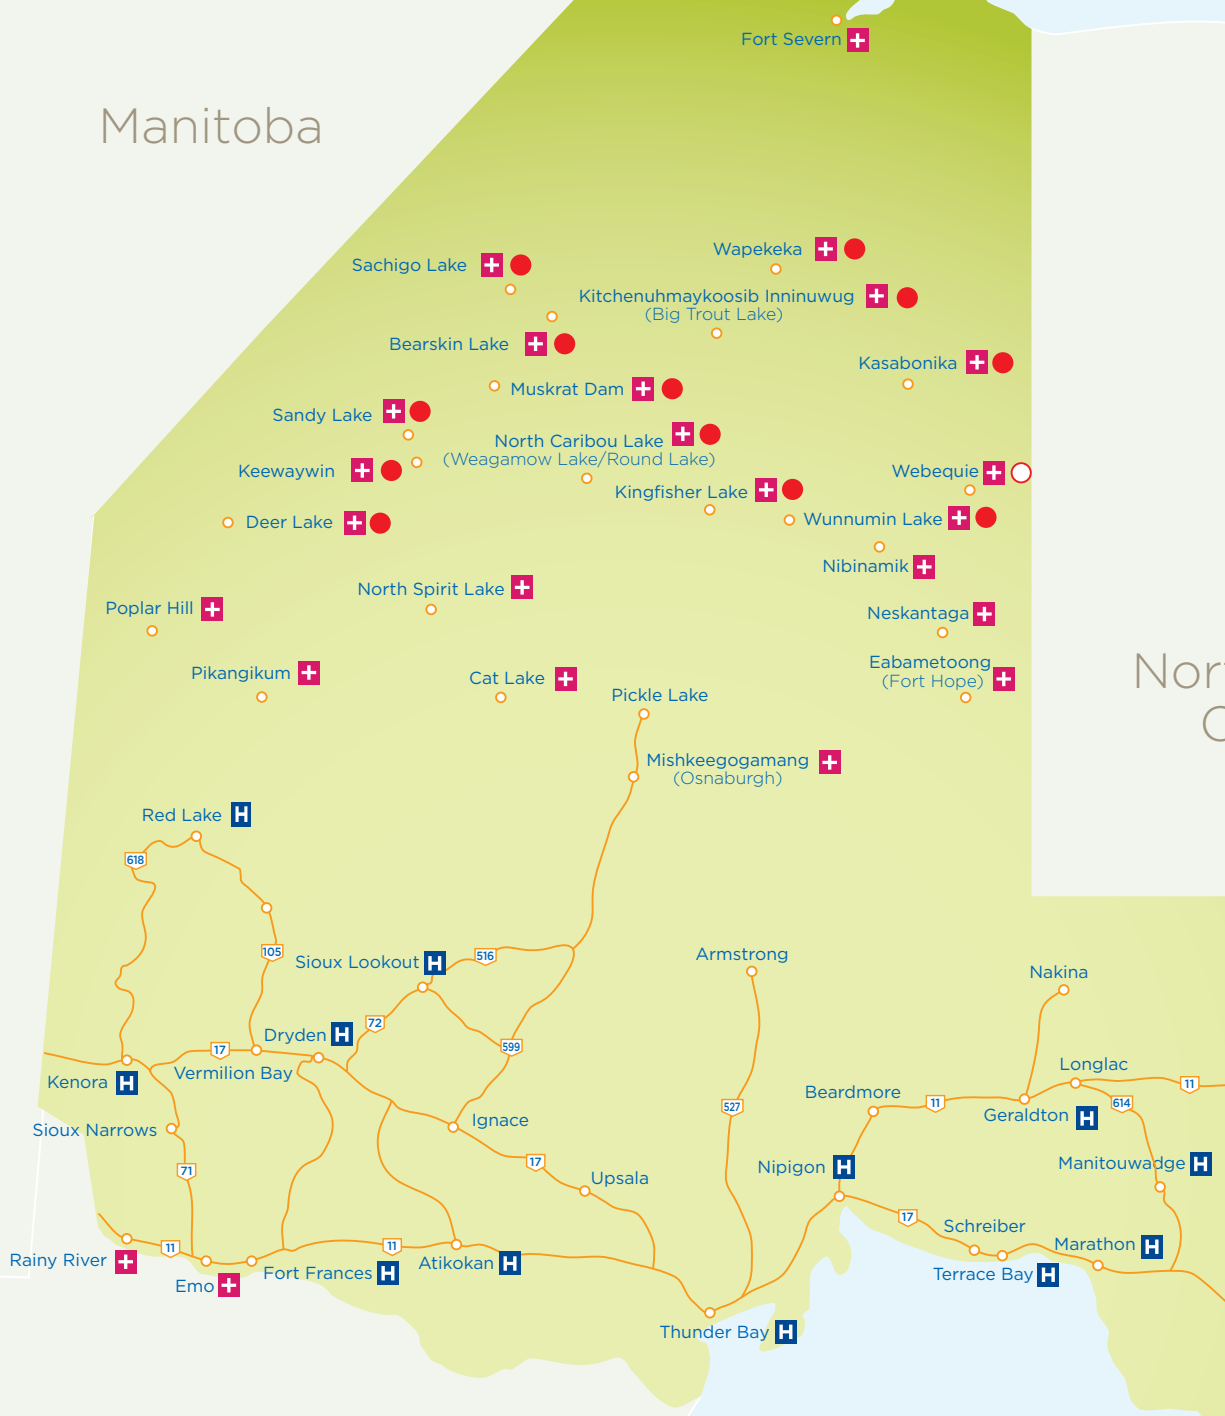 Fort Severn
Manitoba
Wapekeka
Sachigo Lake
Kitchenuhmaykoosib Inninuwug
(Big Trout Lake)
Bearskin Lake
Kasabonika
Muskrat Dam
Sandy Lake
North Caribou Lake
(Weagamow Lake/Round Lake)
Keewaywin
Webequie
Kingfisher Lake
Deer Lake
Wunnumin Lake
Nibinamik
North Spirit Lake
Poplar Hill
Neskantaga
Eabametoong
(Fort Hope)
Pikangikum
Cat Lake
Pickle Lake
Mishkeegogamang
(Osnaburgh)
Red Lake
H
618
105
Sioux Lookout
H
516
Armstrong
Nakina
72
Dryden
H
599
17
Vermilion Bay
Kenora
H
Longlac
11
Beardmore
11
614
527
Geraldton
H
Sioux Narrows
Ignace
17
Nipigon
H
Manitouwadge
H
71
Upsala
17
Schreiber
11
11
Marathon
H
Rainy River
Emo
Fort Frances
H
Atikokan
H
Terrace Bay
H
Thunder Bay
H